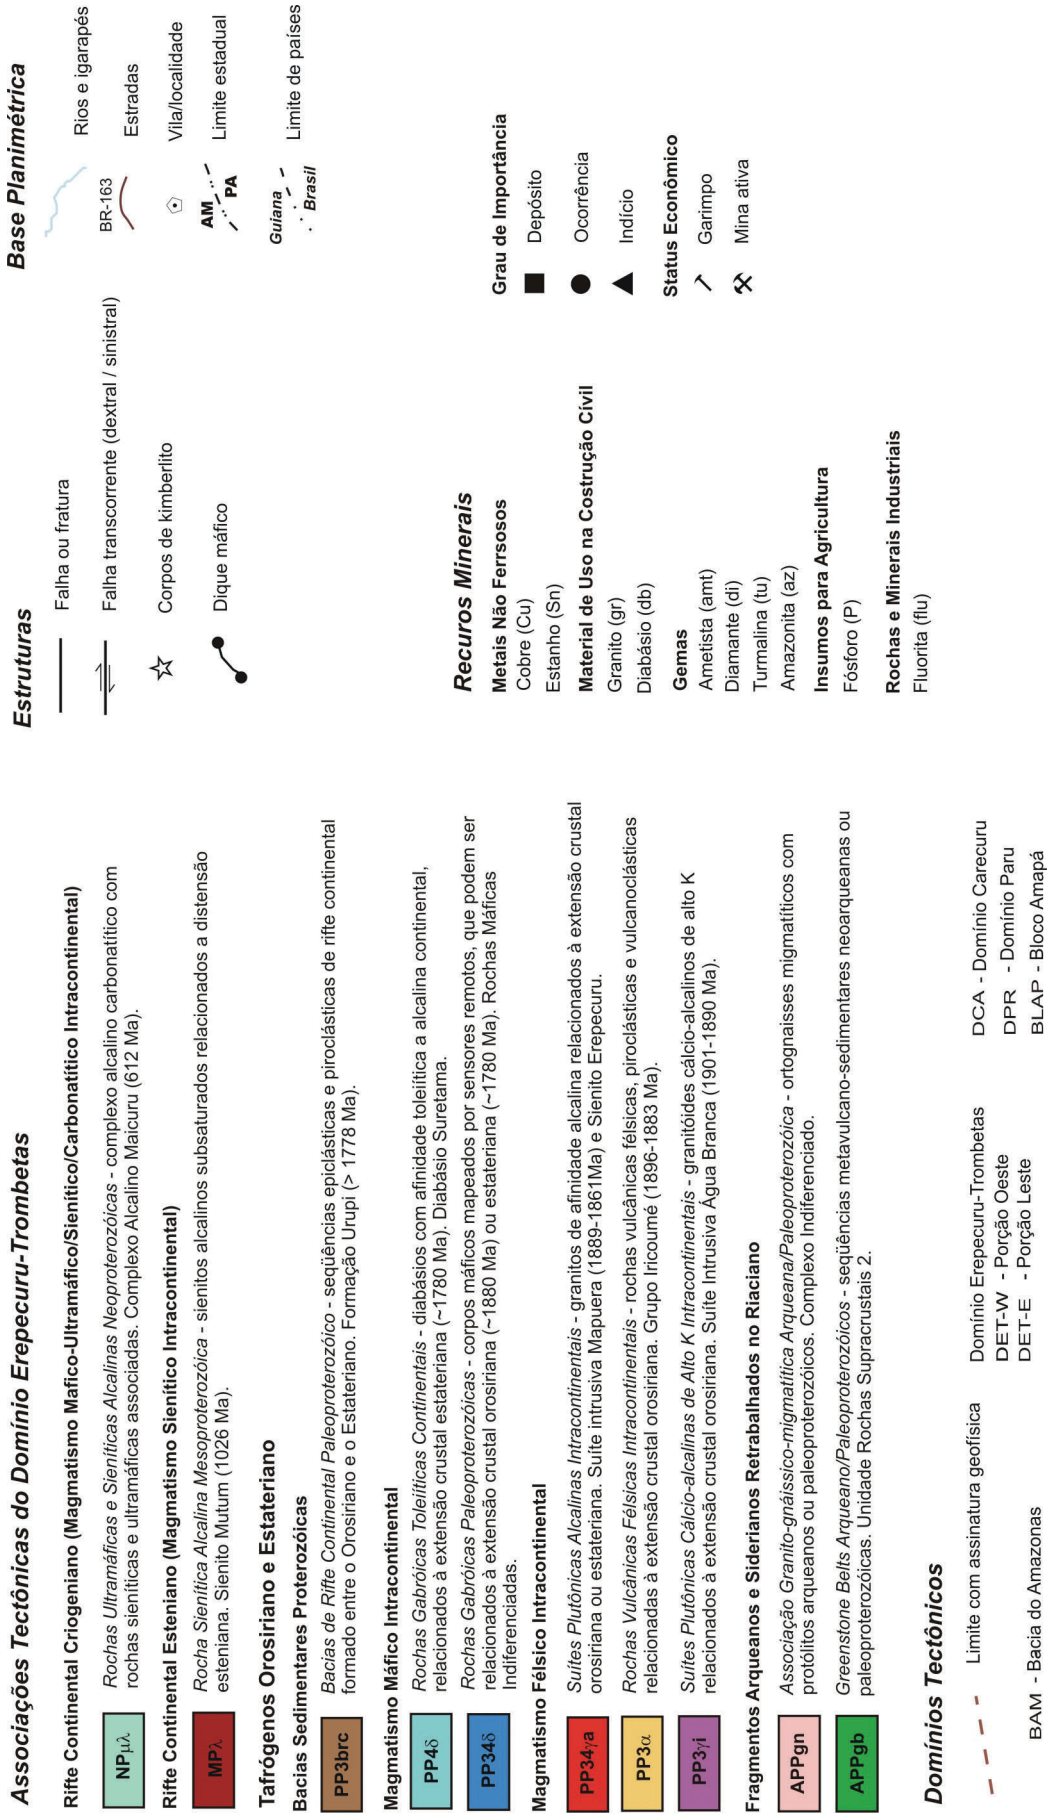 Associações Tectônicas do Domínio Erepecuru-Trombetas
Rifte Continental Criogeniano (Magmatismo Mafico-Ultramáfico/Sienítico/Carbonatítico Intracontinental)
NPμλ
Rochas Ultramáficas e Sieníticas Alcalinas Neoproterozóicas - complexo alcalino carbonatítico com
rochas sieníticas e ultramáficas associadas. Complexo Alcalino Maicuru (612 Ma).
Rifte Continental Esteniano (Magmatismo Sienítico Intracontinental)
MPλ
Rocha Sienítica Alcalina Mesoproterozóica - sienitos alcalinos subsaturados relacionados a distensão
esteniana. Sienito Mutum (1026 Ma).
Tafrógenos Orosiriano e Estateriano
Bacias Sedimentares Proterozóicas
PP3brc
Bacias de Rifte Continental Paleoproterozóico - seqüências epiclásticas e piroclásticas de rifte continental
formado entre o Orosiriano e o Estateriano. Formação Urupi (> 1778 Ma).
Magmatismo Máfico Intracontinental
PP4δ
Rochas Gabróicas Toleiíticas Continentais - diabásios com afinidade toleiítica a alcalina continental,
relacionados à extensão crustal estateriana (~1780 Ma). Diabásio Suretama.
PP34δ
Rochas Gabróicas Paleoproterozóicas - corpos máficos mapeados por sensores remotos, que podem ser
relacionados à extensão crustal orosiriana (~1880 Ma) ou estateriana (~1780 Ma). Rochas Máficas
Indiferenciadas.
Magmatismo Félsico Intracontinental
PP34γa
Suítes Plutônicas Alcalinas Intracontinentais - granitos de afinidade alcalina relacionados à extensão crustal
orosiriana ou estateriana. Suíte intrusiva Mapuera (1889-1861Ma) e Sienito Erepecuru.
PP3α
Rochas Vulcânicas Félsicas Intracontinentais - rochas vulcânicas félsicas, piroclásticas e vulcanoclásticas
relacionadas à extensão crustal orosiriana. Grupo Iricoumé (1896-1883 Ma).
PP3γi
Suítes Plutônicas Cálcio-alcalinas de Alto K Intracontinentais - granitóides cálcio-alcalinos de alto K
relacionados à extensão crustal orosiriana. Suíte Intrusiva Água Branca (1901-1890 Ma).
Fragmentos Arqueanos e Siderianos Retrabalhados no Riaciano
APPgn
Associação Granito-gnáissico-migmatítica Arqueana/Paleoproterozóica - ortognaisses migmatíticos com
protólitos arqueanos ou paleoproterozóicos. Complexo Indiferenciado.
APPgb
Greenstone Belts Arqueano/Paleoproterozóicos - seqüências metavulcano-sedimentares neoarqueanas ou
paleoproterozóicas. Unidade Rochas Supracrustais 2.
Domínios Tectônicos
Limite com assinatura geofísica
BAM - Bacia do Amazonas
Domínio Erepecuru-Trombetas
DET-W - Porção Oeste
DET-E - Porção Leste
DCA - Domínio Carecuru
DPR - Domínio Paru
BLAP - Bloco Amapá
Estruturas
Falha ou fratura
Falha transcorrente (dextral / sinistral)
Corpos de kimberlito
Dique máfico
Base Planimétrica
Rios e igarapés
BR-163
Estradas
Vila/localidade
AM
PA
Limite estadual
Guiana
Brasil
Limite de países
Recuros Minerais
Metais Não Ferrsosos
Cobre (Cu)
Estanho (Sn)
Material de Uso na Costrução Cívil
Granito (gr)
Diabásio (db)
Gemas
Ametista (amt)
Diamante (di)
Turmalina (tu)
Amazonita (az)
Insumos para Agricultura
Fósforo (P)
Rochas e Minerais Industriais
Fluorita (flu)
Grau de Importância
Depósito
Ocorrência
Indício
Status Econômico
Garimpo
Mina ativa